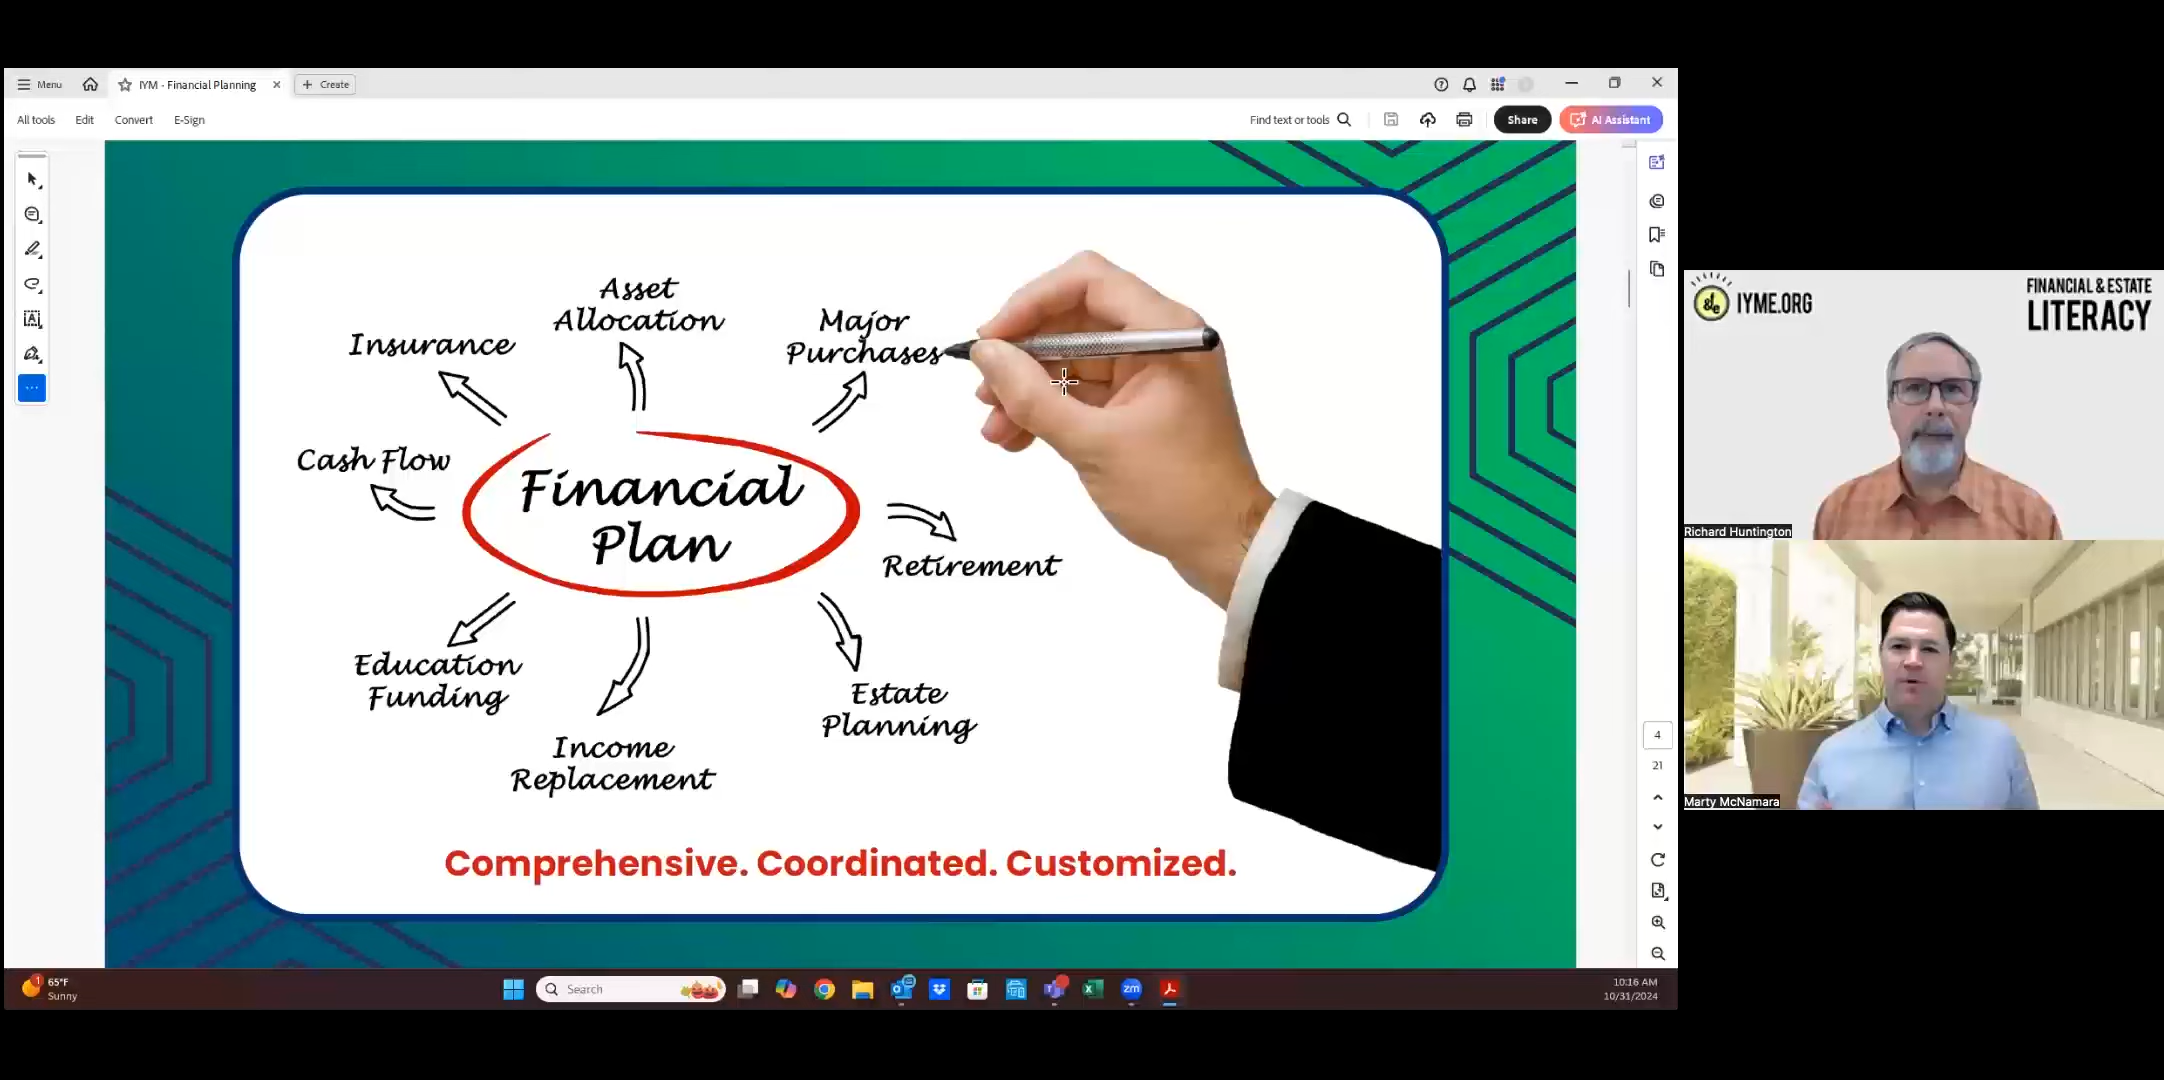 Menu
IYM - Financial Planning
Create
All tools
Edit
Convert
E-Sign
Find text or tools
Share
AI Assistant
Asset
Allocation
Major
Purchases
Insurance
Cash Flow
Financial
Plan
Retirement
Education
Funding
Estate
Planning
Income
Replacement
Comprehensive. Coordinated. Customized.
4
21
1
65°F
Sunny
Search
zm
10:16 AM
10/31/2024
IYME.ORG
FINANCIAL & ESTATE
LITERACY
Richard Huntington
Marty McNamara